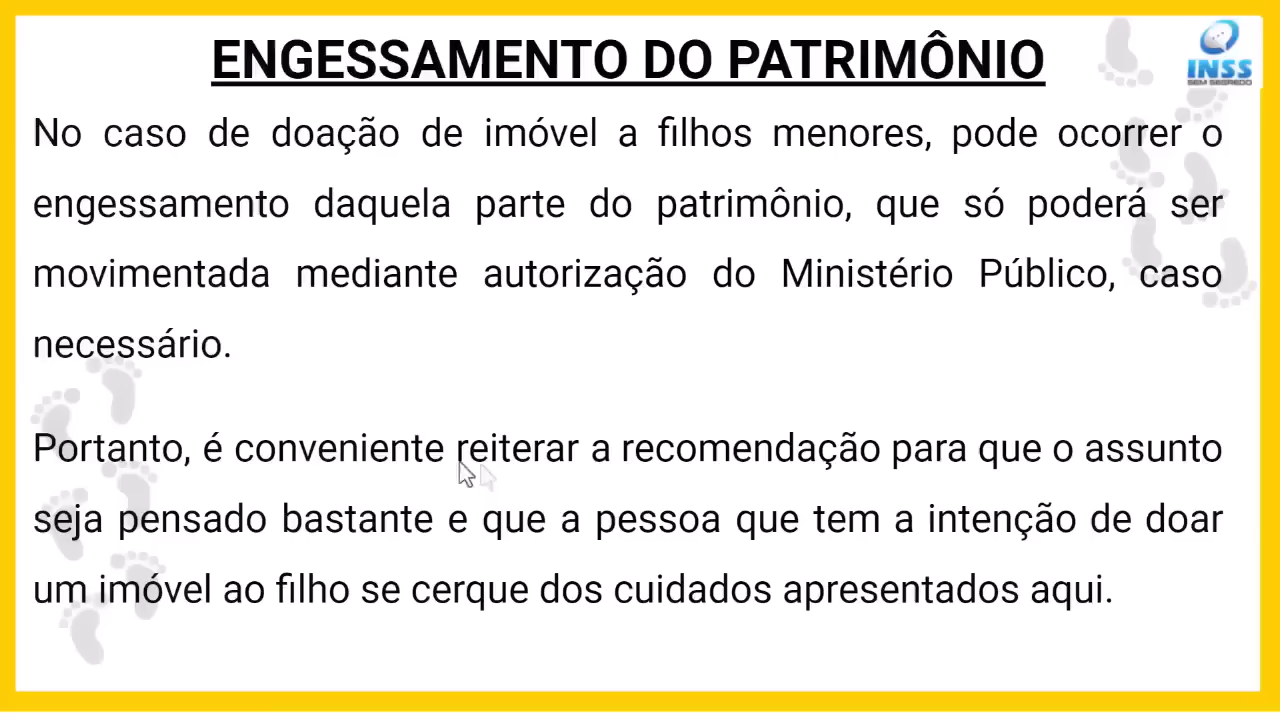 ENGESSAMENTO DO PATRIMÔNIO
INSS
SEM SEGREDO
No caso de doação de imóvel a filhos menores, pode ocorrer o
engessamento daquela parte do patrimônio, que só poderá ser
movimentada mediante autorização do Ministério Público, caso
necessário.
Portanto, é conveniente reiterar a recomendação para que o assunto
seja pensado bastante e que a pessoa que tem a intenção de doar
um imóvel ao filho se cerque dos cuidados apresentados aqui.